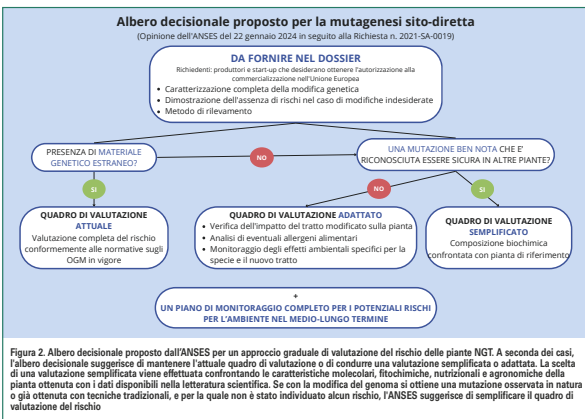 Albero decisionale proposto per la mutagenesi sito-diretta
(Opinione dell'ANSES del 22 gennaio 2024 in seguito alla Richiesta n. 2021-SA-0019)
DA FORNIRE NEL DOSSIER
Richiedenti: produttori e start-up che desiderano ottenere l'autorizzazione alla
commercializzazione nell'Unione Europea
• Caratterizzazione completa della modifica genetica
• Dimostrazione dell'assenza di rischi nel caso di modifiche indesiderate
• Metodo di rilevamento
PRESENZA DI MATERIALE
GENETICO ESTRANEO?
NO
UNA MUTAZIONE BEN NOTA CHE E'
RICONOSCIUTA ESSERE SICURA IN ALTRE PIANTE?
SI
NO
SI
QUADRO DI VALUTAZIONE
ATTUALE
Valutazione completa del rischio
conformemente alle normative sugli
OGM in vigore
QUADRO DI VALUTAZIONE ADATTATO
• Verifica dell'impatto del tratto modificato sulla pianta
• Analisi di eventuali allergeni alimentari
• Monitoraggio degli effetti ambientali specifici per la
specie e il nuovo tratto
QUADRO DI VALUTAZIONE
SEMPLIFICATO
Composizione biochimica
confrontata con pianta di riferimento
+
UN PIANO DI MONITORAGGIO COMPLETO PER I POTENZIALI RISCHI
PER L'AMBIENTE NEL MEDIO-LUNGO TERMINE
Figura 2. Albero decisionale proposto dall'ANSES per un approccio graduale di valutazione del rischio delle piante NGT. A seconda dei casi,
l'albero decisionale suggerisce di mantenere l'attuale quadro di valutazione o di condurre una valutazione semplificata o adattata. La scelta
di una valutazione semplificata viene effettuata confrontando le caratteristiche molecolari, fitochimiche, nutrizionali e agronomiche della
pianta ottenuta con i dati disponibili nella letteratura scientifica. Se con la modifica del genoma si ottiene una mutazione osservata in natura
o già ottenuta con tecniche tradizionali, e per la quale non è stato individuato alcun rischio, l'ANSES suggerisce di semplificare il quadro di
valutazione del rischio